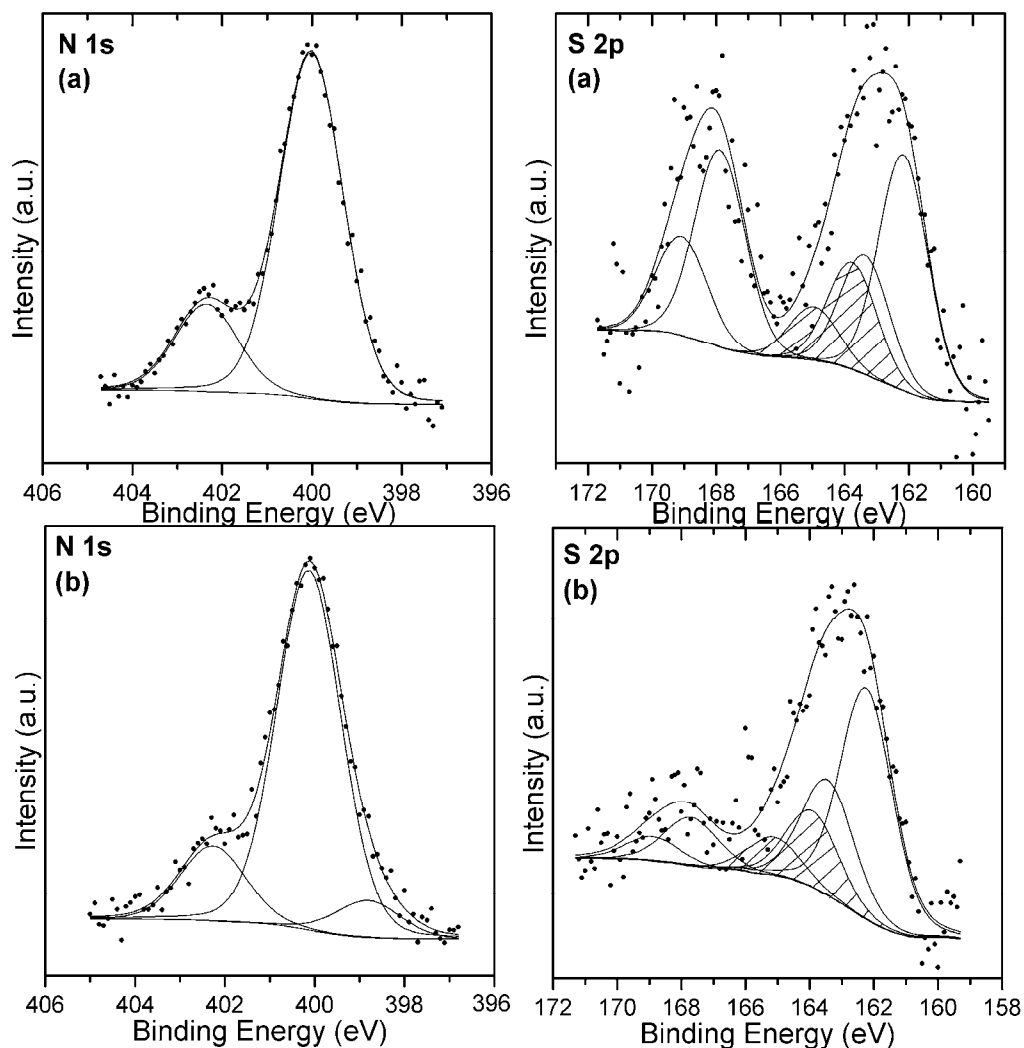 N 1s
(a)
Intensity (a.u.)
406 404 402 400 398 396
Binding Energy (eV)
S 2p
(a)
Intensity (a.u.)
172 170 168 166 164 162 160
Binding Energy (eV)
N 1s
(b)
Intensity (a.u.)
406 404 402 400 398 396
Binding Energy (eV)
S 2p
(b)
Intensity (a.u.)
172 170 168 166 164 162 160 158
Binding Energy (eV)